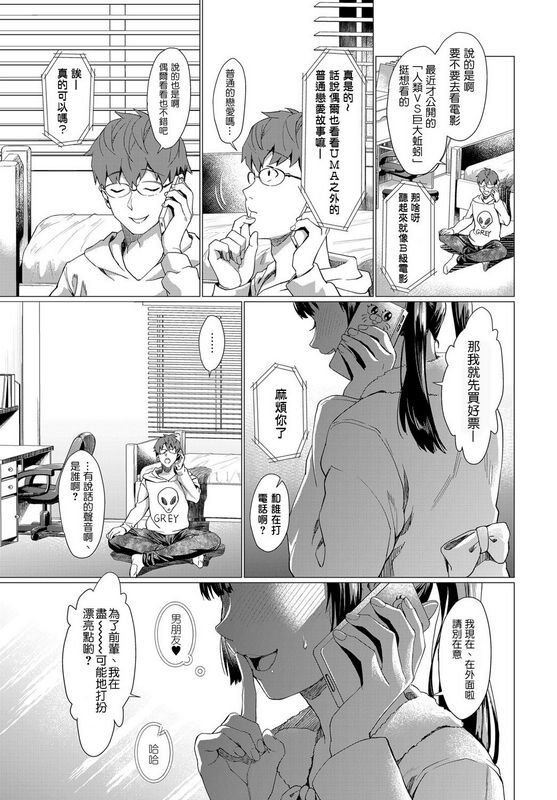 說的是啊
要不要去看電影
最近才公開的
「人類VS巨大蚯蚓」
挺想看的
那啥呀
聽起來就像B級電影
GREY
真是的~
話說偶爾也看看UMA之外的
普通戀愛故事嘛ー
普通的戀愛嗎…
說的也是啊
偶爾看看也不錯吧
誒ー
真的可以嗎？
那我就先買好票ー
麻煩你了
和誰在打
電話啊？
……
…有說話的聲音啊、
是誰啊？
GREY
我現在、在外面啦
請別在意
男朋友♥
哈哈
為了前輩、我在
盡~~~可能地打扮
漂亮點喲？